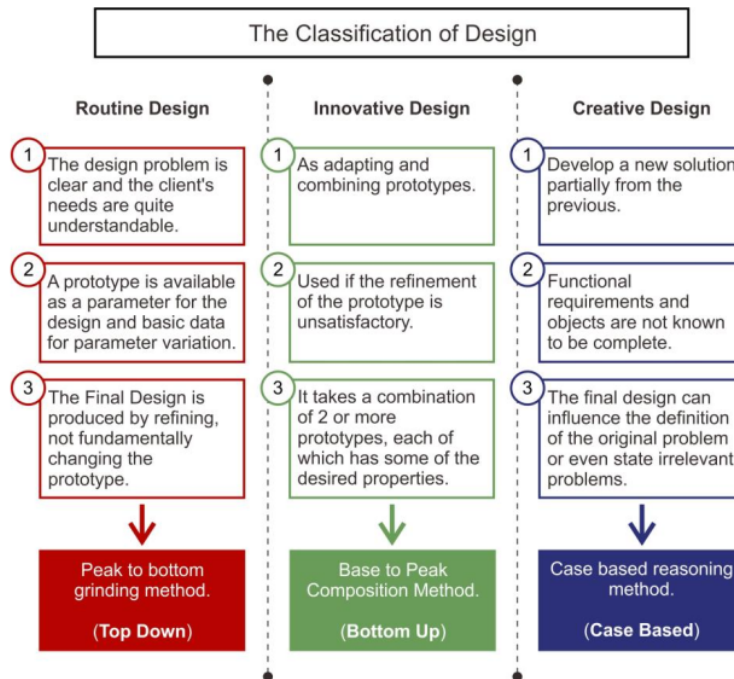 The Classification of Design
Routine Design
1
The design problem is
clear and the client's
needs are quite
understandable.
2
A prototype is available
as a parameter for the
design and basic data
for parameter variation.
3
The Final Design is
produced by refining,
not fundamentally
changing the
prototype.
Peak to bottom
grinding method.
(Top Down)
Innovative Design
1
As adapting and
combining prototypes.
2
Used if the refinement
of the prototype is
unsatisfactory.
3
It takes a combination
of 2 or more
prototypes, each of
which has some of the
desired properties.
Base to Peak
Composition Method.
(Bottom Up)
Creative Design
1
Develop a new solution
partially from the
previous.
2
Functional
requirements and
objects are not known
to be complete.
3
The final design can
influence the definition
of the original problem
or even state irrelevant
problems.
Case based reasoning
method.
(Case Based)